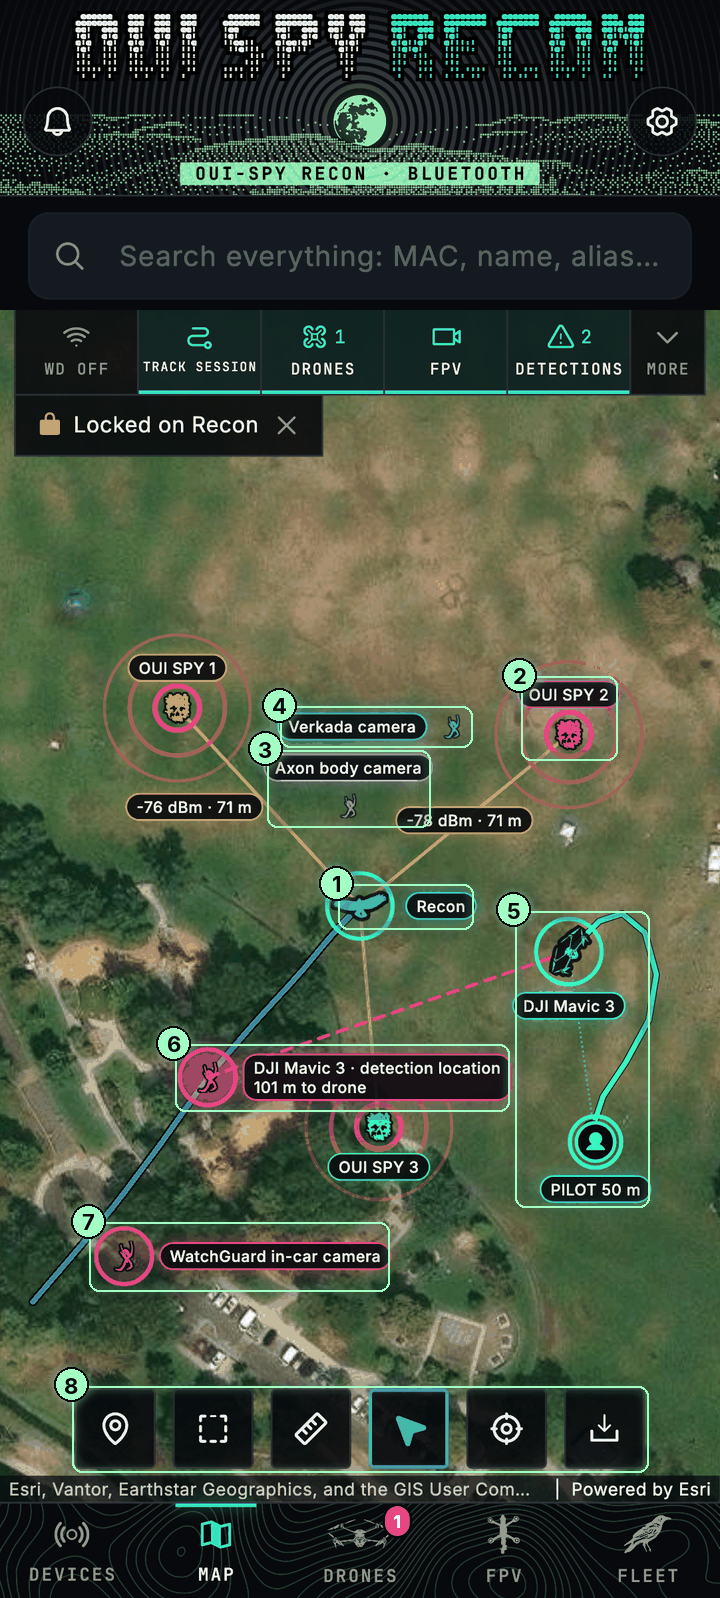 OUI SPY RECON
OUI-SPY RECON · BLUETOOTH
Search everything: MAC, name, alias...
WD OFF
TRACK SESSION
1
DRONES
FPV
2
DETECTIONS
MORE
Locked on Recon
OUI SPY 1
2
OUI SPY 2
4
Verkada camera
3
Axon body camera
-76 dBm · 71 m
-78 dBm · 71 m
1
Recon
5
DJI Mavic 3
6
DJI Mavic 3 · detection location
101 m to drone
OUI SPY 3
PILOT 50 m
7
WatchGuard in-car camera
8
Esri, Vantor, Earthstar Geographics, and the GIS User Com...
Powered by Esri
DEVICES
MAP
1
DRONES
FPV
FLEET